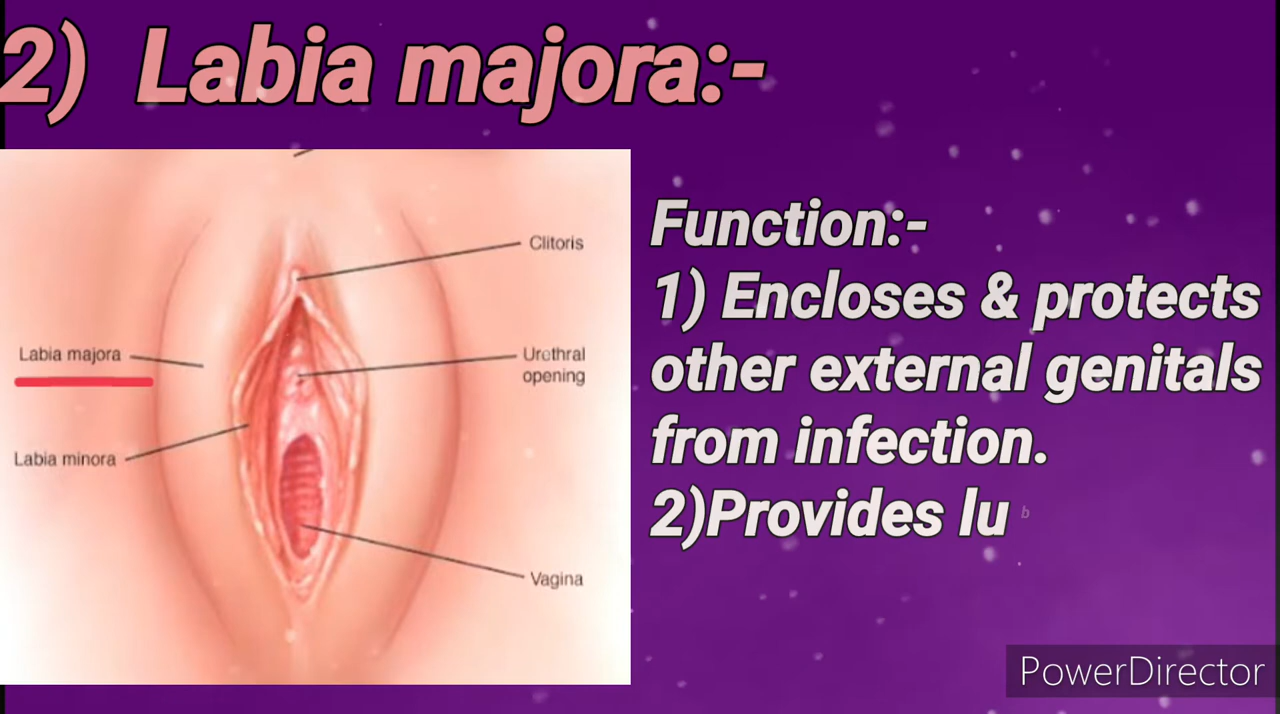 2) Labia majora:-
Clitoris
Labia majora
Urethral
opening
Labia minora
Vagina
Function:-
1) Encloses & protects
other external genitals
from infection.
2)Provides lu b
PowerDirector